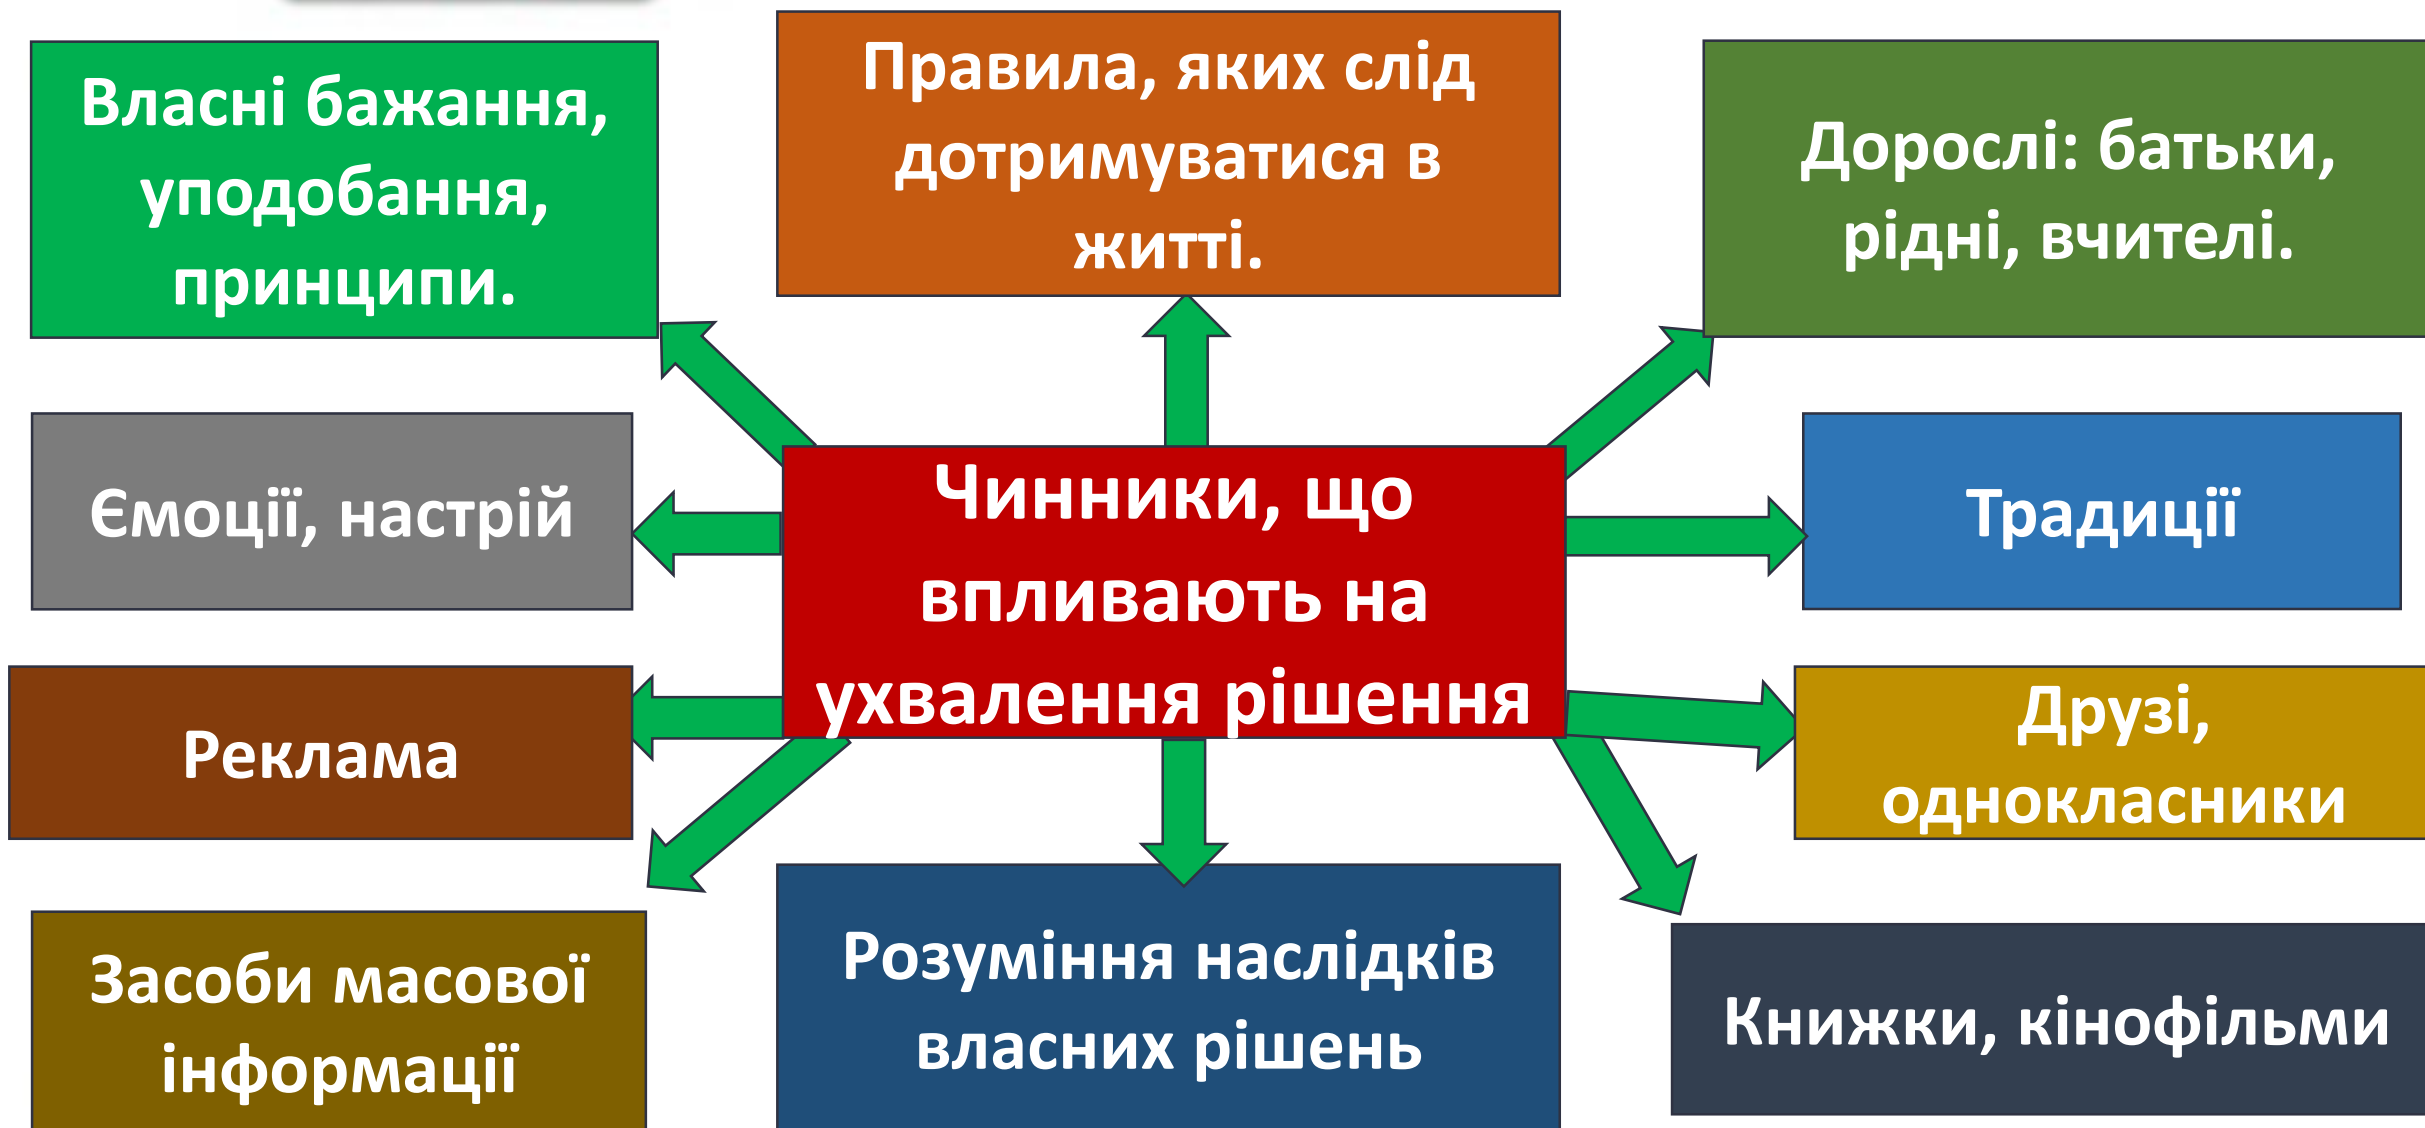 Власні бажання,
уподобання,
принципи.
Правила, яких слід
дотримуватися в
житті.
Дорослі: батьки,
рідні, вчителі.
Ємоції, настрій
Чинники, що
впливають на
ухвалення рішення
Традиції
Реклама
Друзі,
однокласники
Засоби масової
інформації
Розуміння наслідків
власних рішень
Книжки, кінофільми